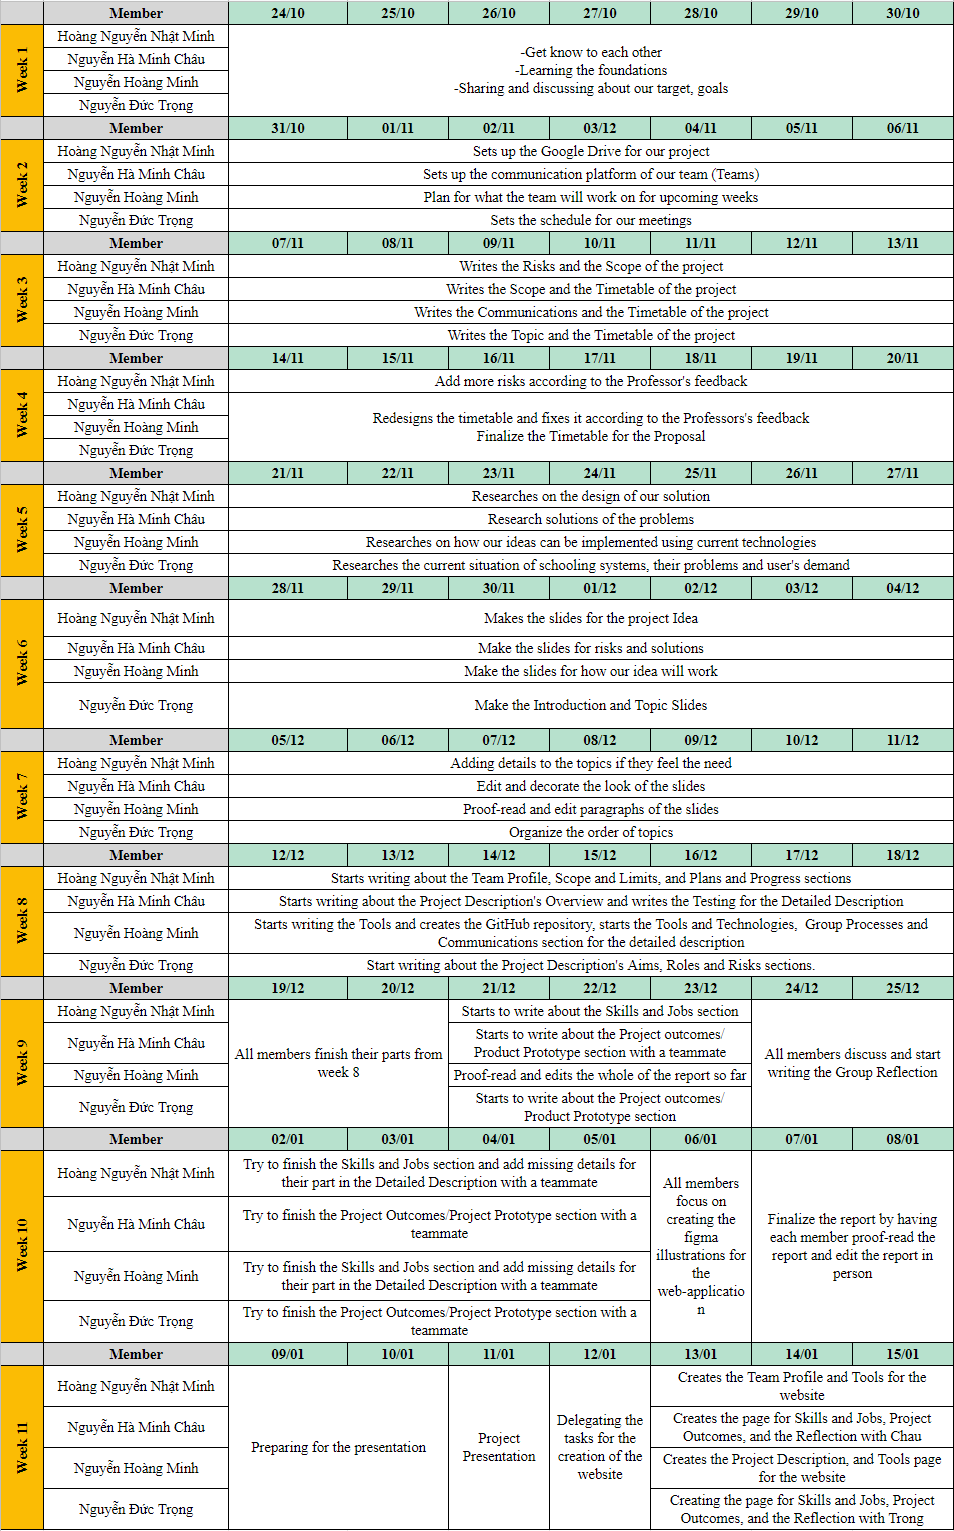 Member 24/10 25/10 26/10 27/10 28/10 29/10 30/10
Week 1
Hoàng Nguyễn Nhật Minh
Nguyễn Hà Minh Châu
Nguyễn Hoàng Minh
Nguyễn Đức Trọng
-Get know to each other
-Learning the foundations
-Sharing and discussing about our target, goals
Member 31/10 01/11 02/11 03/12 04/11 05/11 06/11
Week 2
Hoàng Nguyễn Nhật Minh Sets up the Google Drive for our project
Nguyễn Hà Minh Châu Sets up the communication platform of our team (Teams)
Nguyễn Hoàng Minh Plan for what the team will work on for upcoming weeks
Nguyễn Đức Trọng Sets the schedule for our meetings
Member 07/11 08/11 09/11 10/11 11/11 12/11 13/11
Week 3
Hoàng Nguyễn Nhật Minh Writes the Risks and the Scope of the project
Nguyễn Hà Minh Châu Writes the Scope and the Timetable of the project
Nguyễn Hoàng Minh Writes the Communications and the Timetable of the project
Nguyễn Đức Trọng Writes the Topic and the Timetable of the project
Member 14/11 15/11 16/11 17/11 18/11 19/11 20/11
Week 4
Hoàng Nguyễn Nhật Minh Add more risks according to the Professor's feedback
Nguyễn Hà Minh Châu
Nguyễn Hoàng Minh
Nguyễn Đức Trọng
Redesigns the timetable and fixes it according to the Professors's feedback
Finalize the Timetable for the Proposal
Member 21/11 22/11 23/11 24/11 25/11 26/11 27/11
Week 5
Hoàng Nguyễn Nhật Minh Researches on the design of our solution
Nguyễn Hà Minh Châu Research solutions of the problems
Nguyễn Hoàng Minh Researches on how our ideas can be implemented using current technologies
Nguyễn Đức Trọng Researches the current situation of schooling systems, their problems and user's demand
Member 28/11 29/11 30/11 01/12 02/12 03/12 04/12
Week 6
Hoàng Nguyễn Nhật Minh Makes the slides for the project Idea
Nguyễn Hà Minh Châu Make the slides for risks and solutions
Nguyễn Hoàng Minh Make the slides for how our idea will work
Nguyễn Đức Trọng Make the Introduction and Topic Slides
Member 05/12 06/12 07/12 08/12 09/12 10/12 11/12
Week 7
Hoàng Nguyễn Nhật Minh Adding details to the topics if they feel the need
Nguyễn Hà Minh Châu Edit and decorate the look of the slides
Nguyễn Hoàng Minh Proof-read and edit paragraphs of the slides
Nguyễn Đức Trọng Organize the order of topics
Member 12/12 13/12 14/12 15/12 16/12 17/12 18/12
Week 8
Hoàng Nguyễn Nhật Minh Starts writing about the Team Profile, Scope and Limits, and Plans and Progress sections
Nguyễn Hà Minh Châu Starts writing about the Project Description's Overview and writes the Testing for the Detailed Description
Nguyễn Hoàng Minh
Starts writing the Tools and creates the GitHub repository, starts the Tools and Technologies, Group Processes and
Communications section for the detailed description
Nguyễn Đức Trọng Start writing about the Project Description's Aims, Roles and Risks sections.
Member 19/12 20/12 21/12 22/12 23/12 24/12 25/12
Week 9
Hoàng Nguyễn Nhật Minh
Nguyễn Hà Minh Châu
Nguyễn Hoàng Minh
Nguyễn Đức Trọng
All members finish their parts from
week 8
Starts to write about the Skills and Jobs section
Starts to write about the Project outcomes/
Product Prototype section with a teammate
Proof-read and edits the whole of the report so far
Starts to write about the Project outcomes/
Product Prototype section
All members discuss and start
writing the Group Reflection
Member 02/01 03/01 04/01 05/01 06/01 07/01 08/01
Week 10
Hoàng Nguyễn Nhật Minh
Try to finish the Skills and Jobs section and add missing details for
their part in the Detailed Description with a teammate
Nguyễn Hà Minh Châu
Try to finish the Project Outcomes/Project Prototype section with a
teammate
Nguyễn Hoàng Minh
Try to finish the Skills and Jobs section and add missing details for
their part in the Detailed Description with a teammate
Nguyễn Đức Trọng
Try to finish the Project Outcomes/Project Prototype section with a
teammate
All members
focus on
creating the
figma
illustrations for
the
web-applicatio
n
Finalize the report by having
each member proof-read the
report and edit the report in
person
Member 09/01 10/01 11/01 12/01 13/01 14/01 15/01
Week 11
Hoàng Nguyễn Nhật Minh
Nguyễn Hà Minh Châu
Nguyễn Hoàng Minh
Nguyễn Đức Trọng
Preparing for the presentation
Project
Presentation
Delegating the
tasks for the
creation of the
website
Creates the Team Profile and Tools for the
website
Creates the page for Skills and Jobs, Project
Outcomes, and the Reflection with Chau
Creates the Project Description, and Tools page
for the website
Creating the page for Skills and Jobs, Project
Outcomes, and the Reflection with Trong